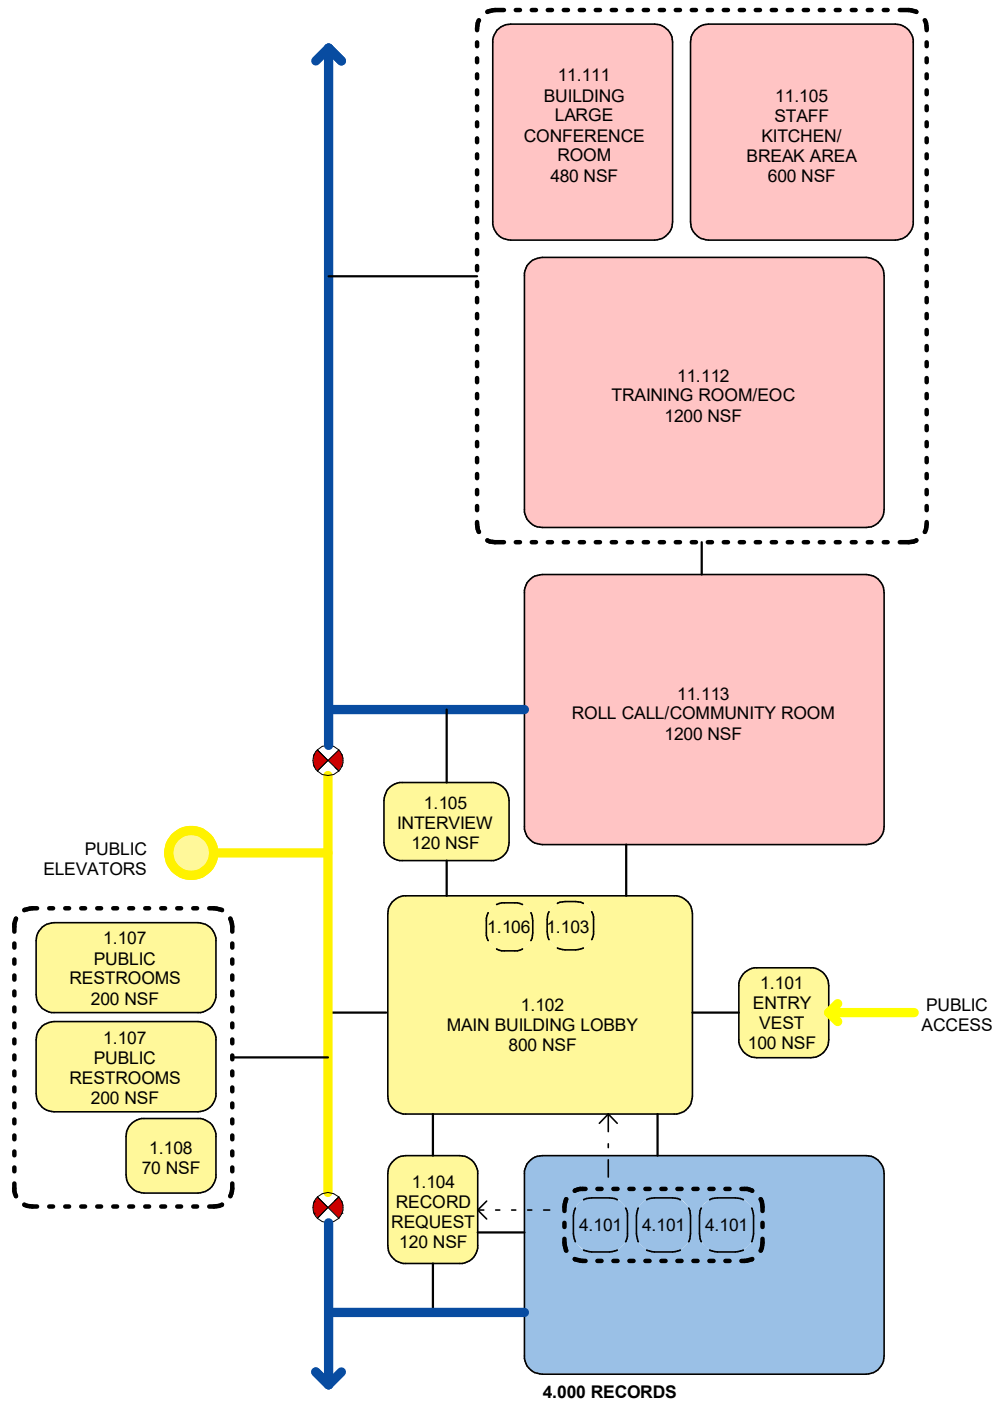 11.111
BUILDING
LARGE
CONFERENCE
ROOM
480 NSF
11.105
STAFF
KITCHEN/
BREAK AREA
600 NSF
11.112
TRAINING ROOM/EOC
1200 NSF
11.113
ROLL CALL/COMMUNITY ROOM
1200 NSF
1.105
INTERVIEW
120 NSF
PUBLIC
ELEVATORS
1.106
1.103
1.107
PUBLIC
RESTROOMS
200 NSF
1.102
MAIN BUILDING LOBBY
800 NSF
1.101
ENTRY
VEST
100 NSF
PUBLIC
ACCESS
1.107
PUBLIC
RESTROOMS
200 NSF
1.108
70 NSF
1.104
RECORD
REQUEST
120 NSF
4.101
4.101
4.101
4.000 RECORDS